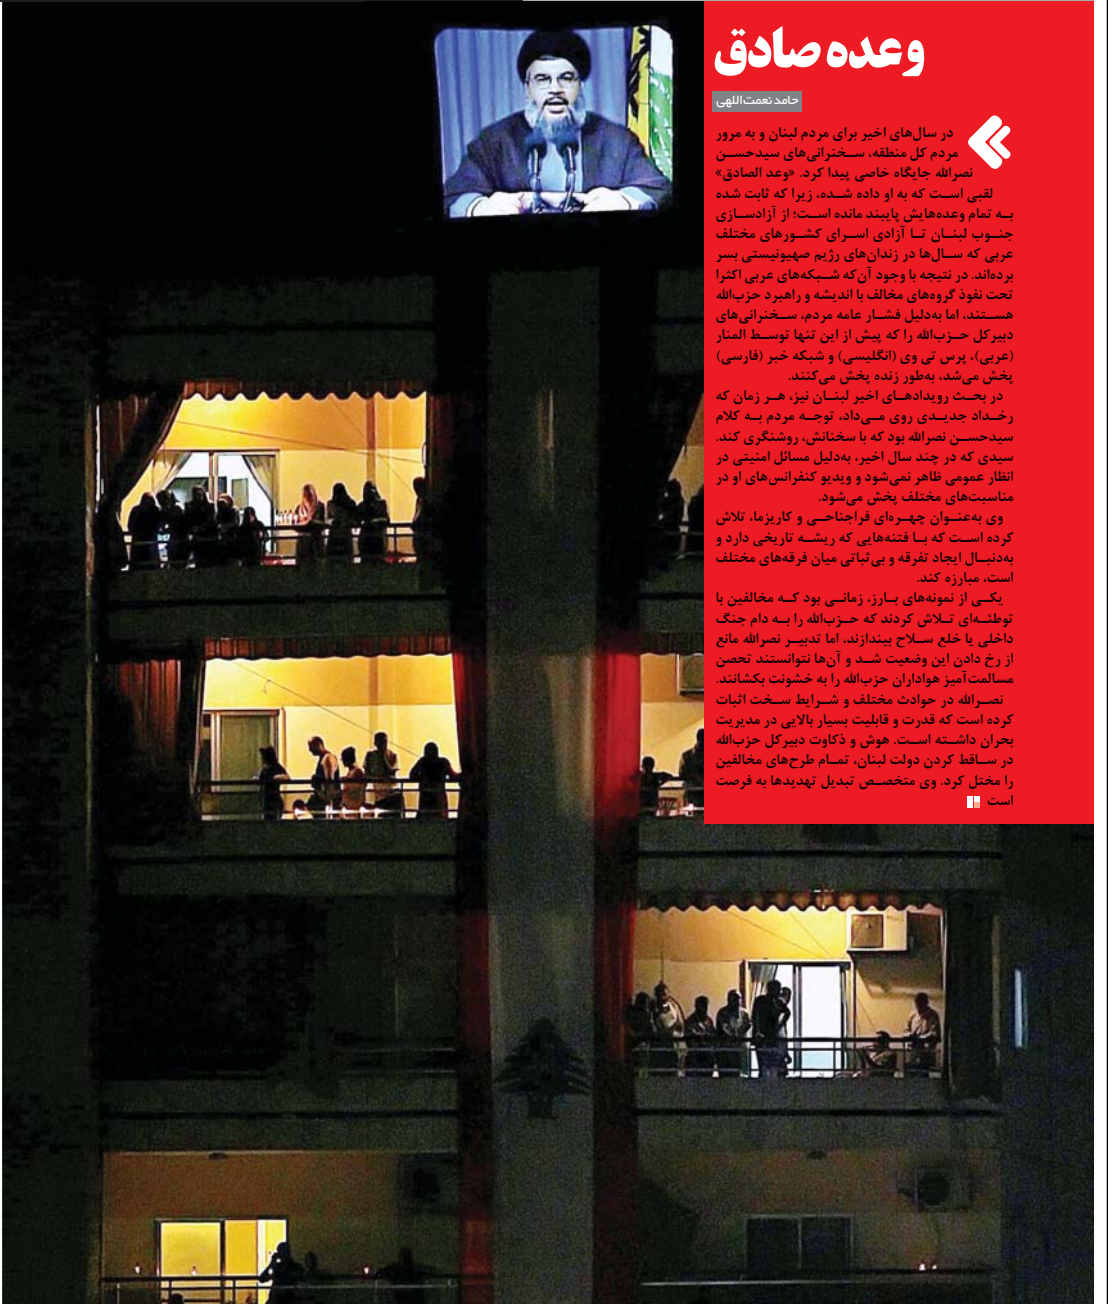 وعده صادق
حامد نعمت‌اللهی
در سال‌های اخیر برای مردم لبنان و به مرور
مردم کل منطقه، سخنرانی‌های سیدحسن
نصرالله جایگاه خاصی پیدا کرد. «وعد الصادق»
لقبی است که به او داده شده، زیرا که ثابت شده
به تمام وعده‌هایش پایبند مانده است؛ از آزادسازی
جنوب لبنان تا آزادی اسرای کشورهای مختلف
عربی که سال‌ها در زندان‌های رژیم صهیونیستی بسر
برده‌اند. در نتیجه با وجود آن‌که شبکه‌های عربی اکثرا
تحت نفوذ گروه‌های مخالف با اندیشه و راهبرد حزب‌الله
هستند، اما به‌دلیل فشار عامه مردم، سخنرانی‌های
دبیرکل حزب‌الله را که پیش از این تنها توسط المنار
(عربی)، پرس تی وی (انگلیسی) و شبکه خبر (فارسی)
پخش می‌شد، به‌طور زنده پخش می‌کنند.
در بحث رویدادهای اخیر لبنان نیز، هر زمان که
رخداد جدیدی روی می‌داد، توجه مردم به کلام
سیدحسن نصرالله بود که با سخنانش، روشنگری کند.
سیدی که در چند سال اخیر، به‌دلیل مسائل امنیتی در
انظار عمومی ظاهر نمی‌شود و ویدیو کنفرانس‌های او در
مناسبت‌های مختلف پخش می‌شود.
وی به‌عنوان چهره‌ای فراجناحی و کاریزما، تلاش
کرده است که با فتنه‌هایی که ریشه تاریخی دارد و
به‌دنبال ایجاد تفرقه و بی‌ثباتی میان فرقه‌های مختلف
است، مبارزه کند.
یکی از نمونه‌های بارز، زمانی بود که مخالفین با
توطئه‌ای تلاش کردند که حزب‌الله را به دام جنگ
داخلی یا خلع سلاح بیندازند، اما تدبیر نصرالله مانع
از رخ دادن این وضعیت شد و آن‌ها نتوانستند تحصن
مسالمت‌آمیز هواداران حزب‌الله را به خشونت بکشانند.
نصرالله در حوادث مختلف و شرایط سخت اثبات
کرده است که قدرت و قابلیت بسیار بالایی در مدیریت
بحران داشته است. هوش و ذکاوت دبیرکل حزب‌الله
در ساقط کردن دولت لبنان، تمام طرح‌های مخالفین
را مختل کرد. وی متخصص تبدیل تهدیدها به فرصت
است